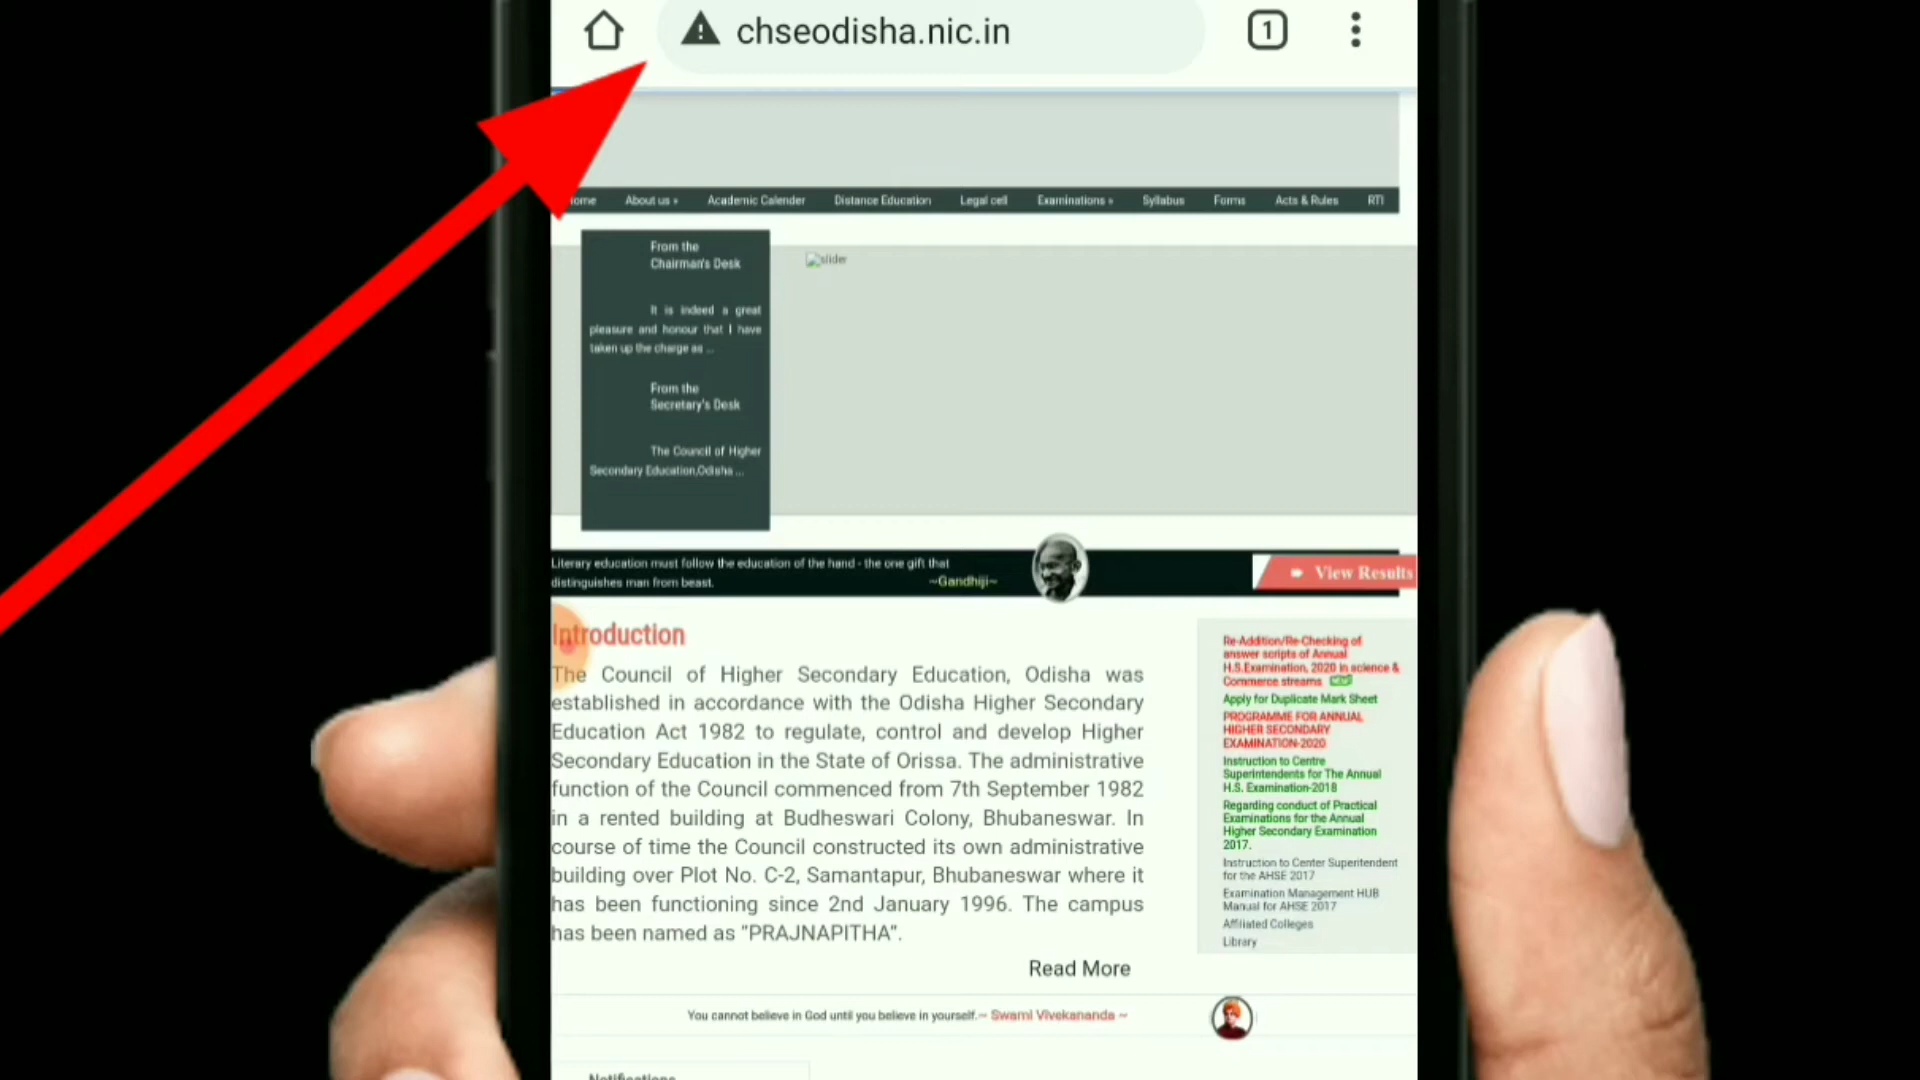 chseodisha.nic.in
1
ome About us » Academic Calender Distance Education Legal cell Examinations » Syllabus Forms Acts & Rules RTI
From the
Chairman's Desk
It is indeed a great
pleasure and honour that I have
taken up the charge as ...
From the
Secretary's Desk
The Council of Higher
Secondary Education,Odisha ...
slider
Literary education must follow the education of the hand - the one gift that
distinguishes man from beast.
~Gandhiji~
View Results
Introduction
The Council of Higher Secondary Education, Odisha was
established in accordance with the Odisha Higher Secondary
Education Act 1982 to regulate, control and develop Higher
Secondary Education in the State of Orissa. The administrative
function of the Council commenced from 7th September 1982
in a rented building at Budheswari Colony, Bhubaneswar. In
course of time the Council constructed its own administrative
building over Plot No. C-2, Samantapur, Bhubaneswar where it
has been functioning since 2nd January 1996. The campus
has been named as "PRAJNAPITHA".
Read More
Re-Addition/Re-Checking of
answer scripts of Annual
H.S.Examination, 2020 in science &
Commerce streams
Apply for Duplicate Mark Sheet
PROGRAMME FOR ANNUAL
HIGHER SECONDARY
EXAMINATION-2020
Instruction to Centre
Superintendents for The Annual
H.S. Examination-2018
Regarding conduct of Practical
Examinations for the Annual
Higher Secondary Examination
2017.
Instruction to Center Superitendent
for the AHSE 2017
Examination Management HUB
Manual for AHSE 2017
Affiliated Colleges
Library
You cannot believe in God until you believe in yourself.~ Swami Vivekananda ~
Notifications